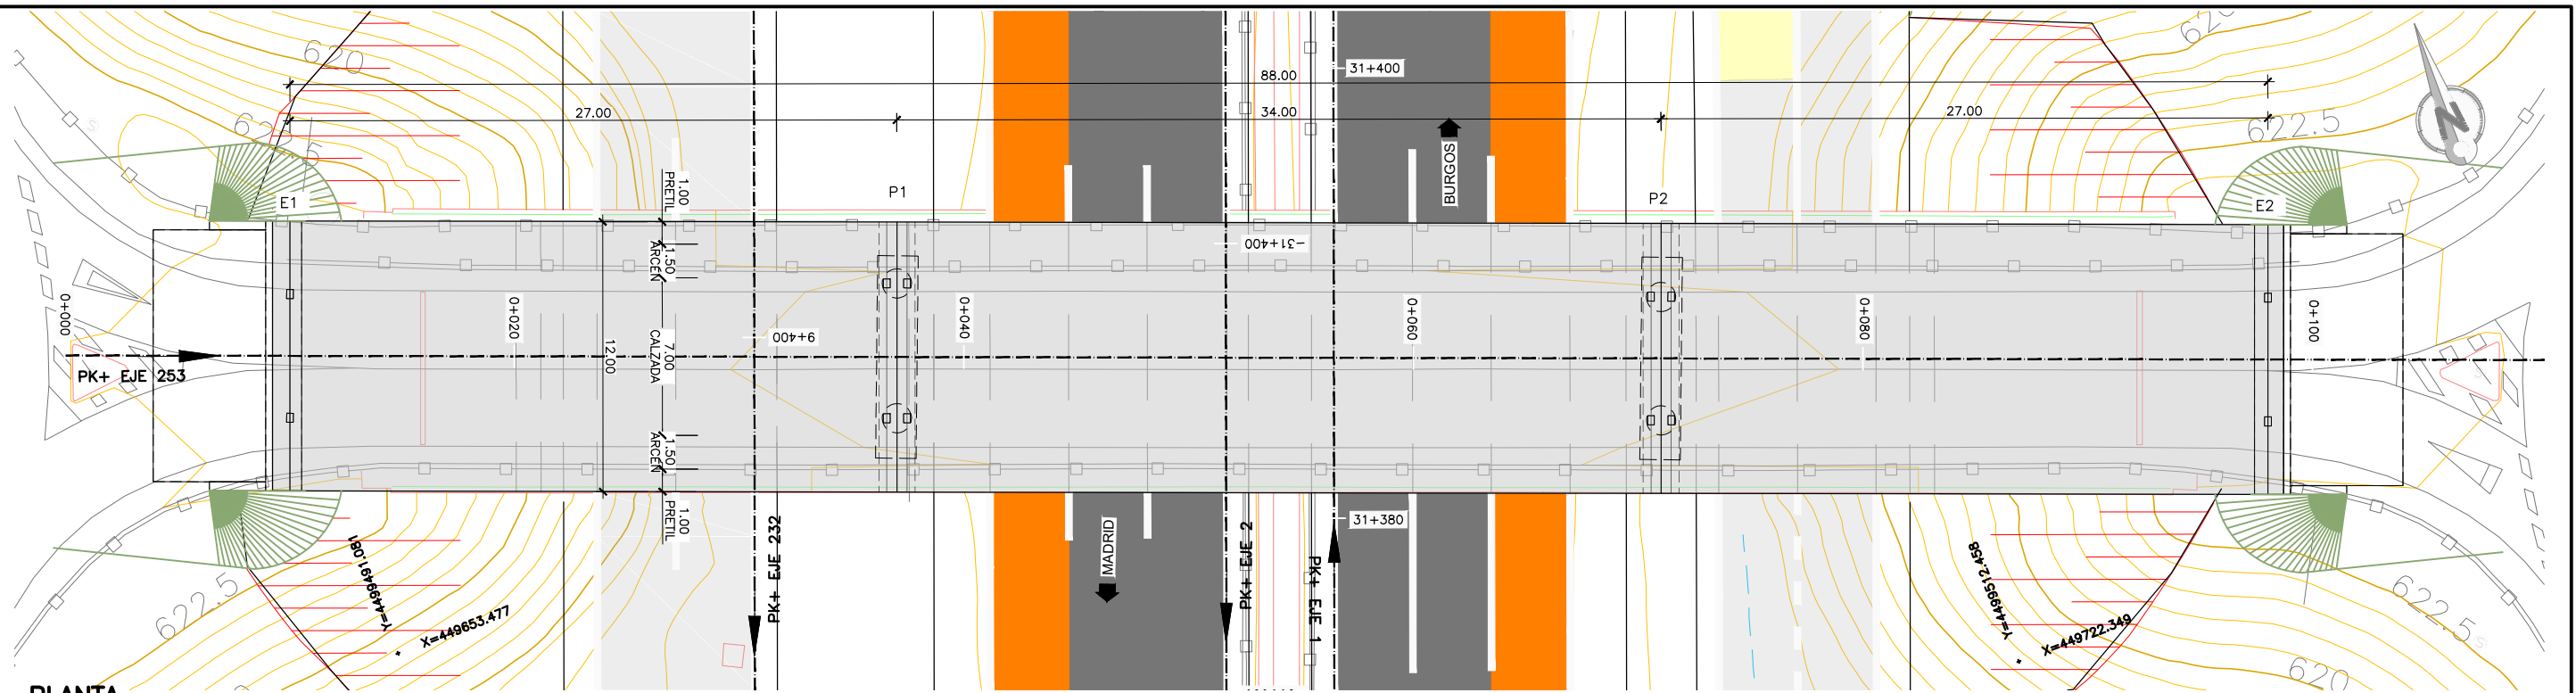 620
88.00
31+400
27.00
34.00
27.00
622.5
N
BURGOS
1.00
PRETIL
P1
P2
E1
E2
1.50
ARCEN
-31+400
0+000
0+020
9+400
0+040
0+060
0+080
0+100
12.00
7.00
CALZADA
PK+ EJE 253
1.50
ARCEN
1.00
PRETIL
31+380
MADRID
PK+ EJE 232
PK+ EJE 2
PK+ EJE 1
622.5
Y=4499491.081
X=449653.477
Y=4499512.458
X=449722.349
622.5
620
PLANTA